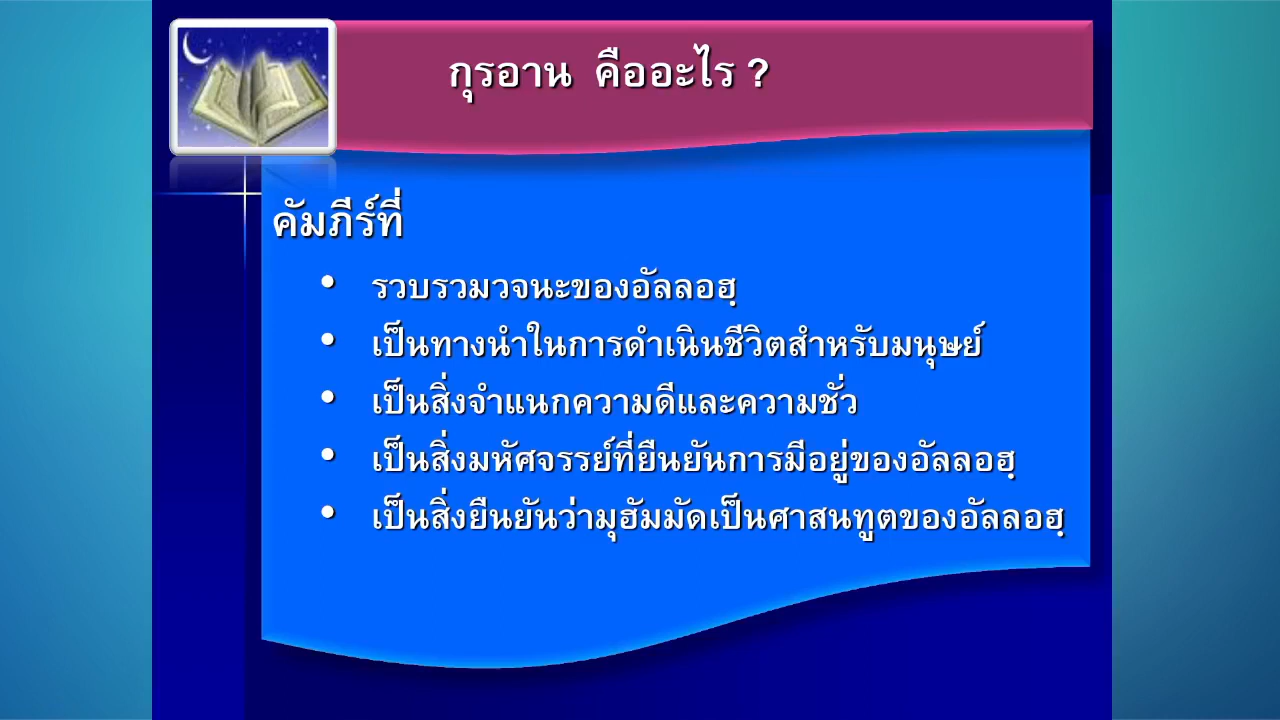 กุรอาน คืออะไร ?
คัมภีร์ที่
• รวบรวมวจนะของอัลลอฮฺ
• เป็นทางนำในการดำเนินชีวิตสำหรับมนุษย์
• เป็นสิ่งจำแนกความดีและความชั่ว
• เป็นสิ่งมหัศจรรย์ที่ยืนยันการมีอยู่ของอัลลอฮฺ
• เป็นสิ่งยืนยันว่ามุฮัมมัดเป็นศาสนทูตของอัลลอฮฺ